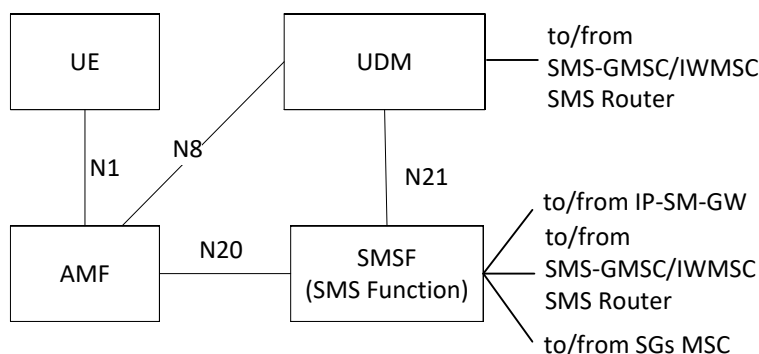 UE
UDM
to/from
SMS-GMSC/IWMSC
SMS Router
N1
N8
N21
AMF
N20
SMSF
(SMS Function)
to/from IP-SM-GW
to/from
SMS-GMSC/IWMSC
SMS Router
to/from SGs MSC